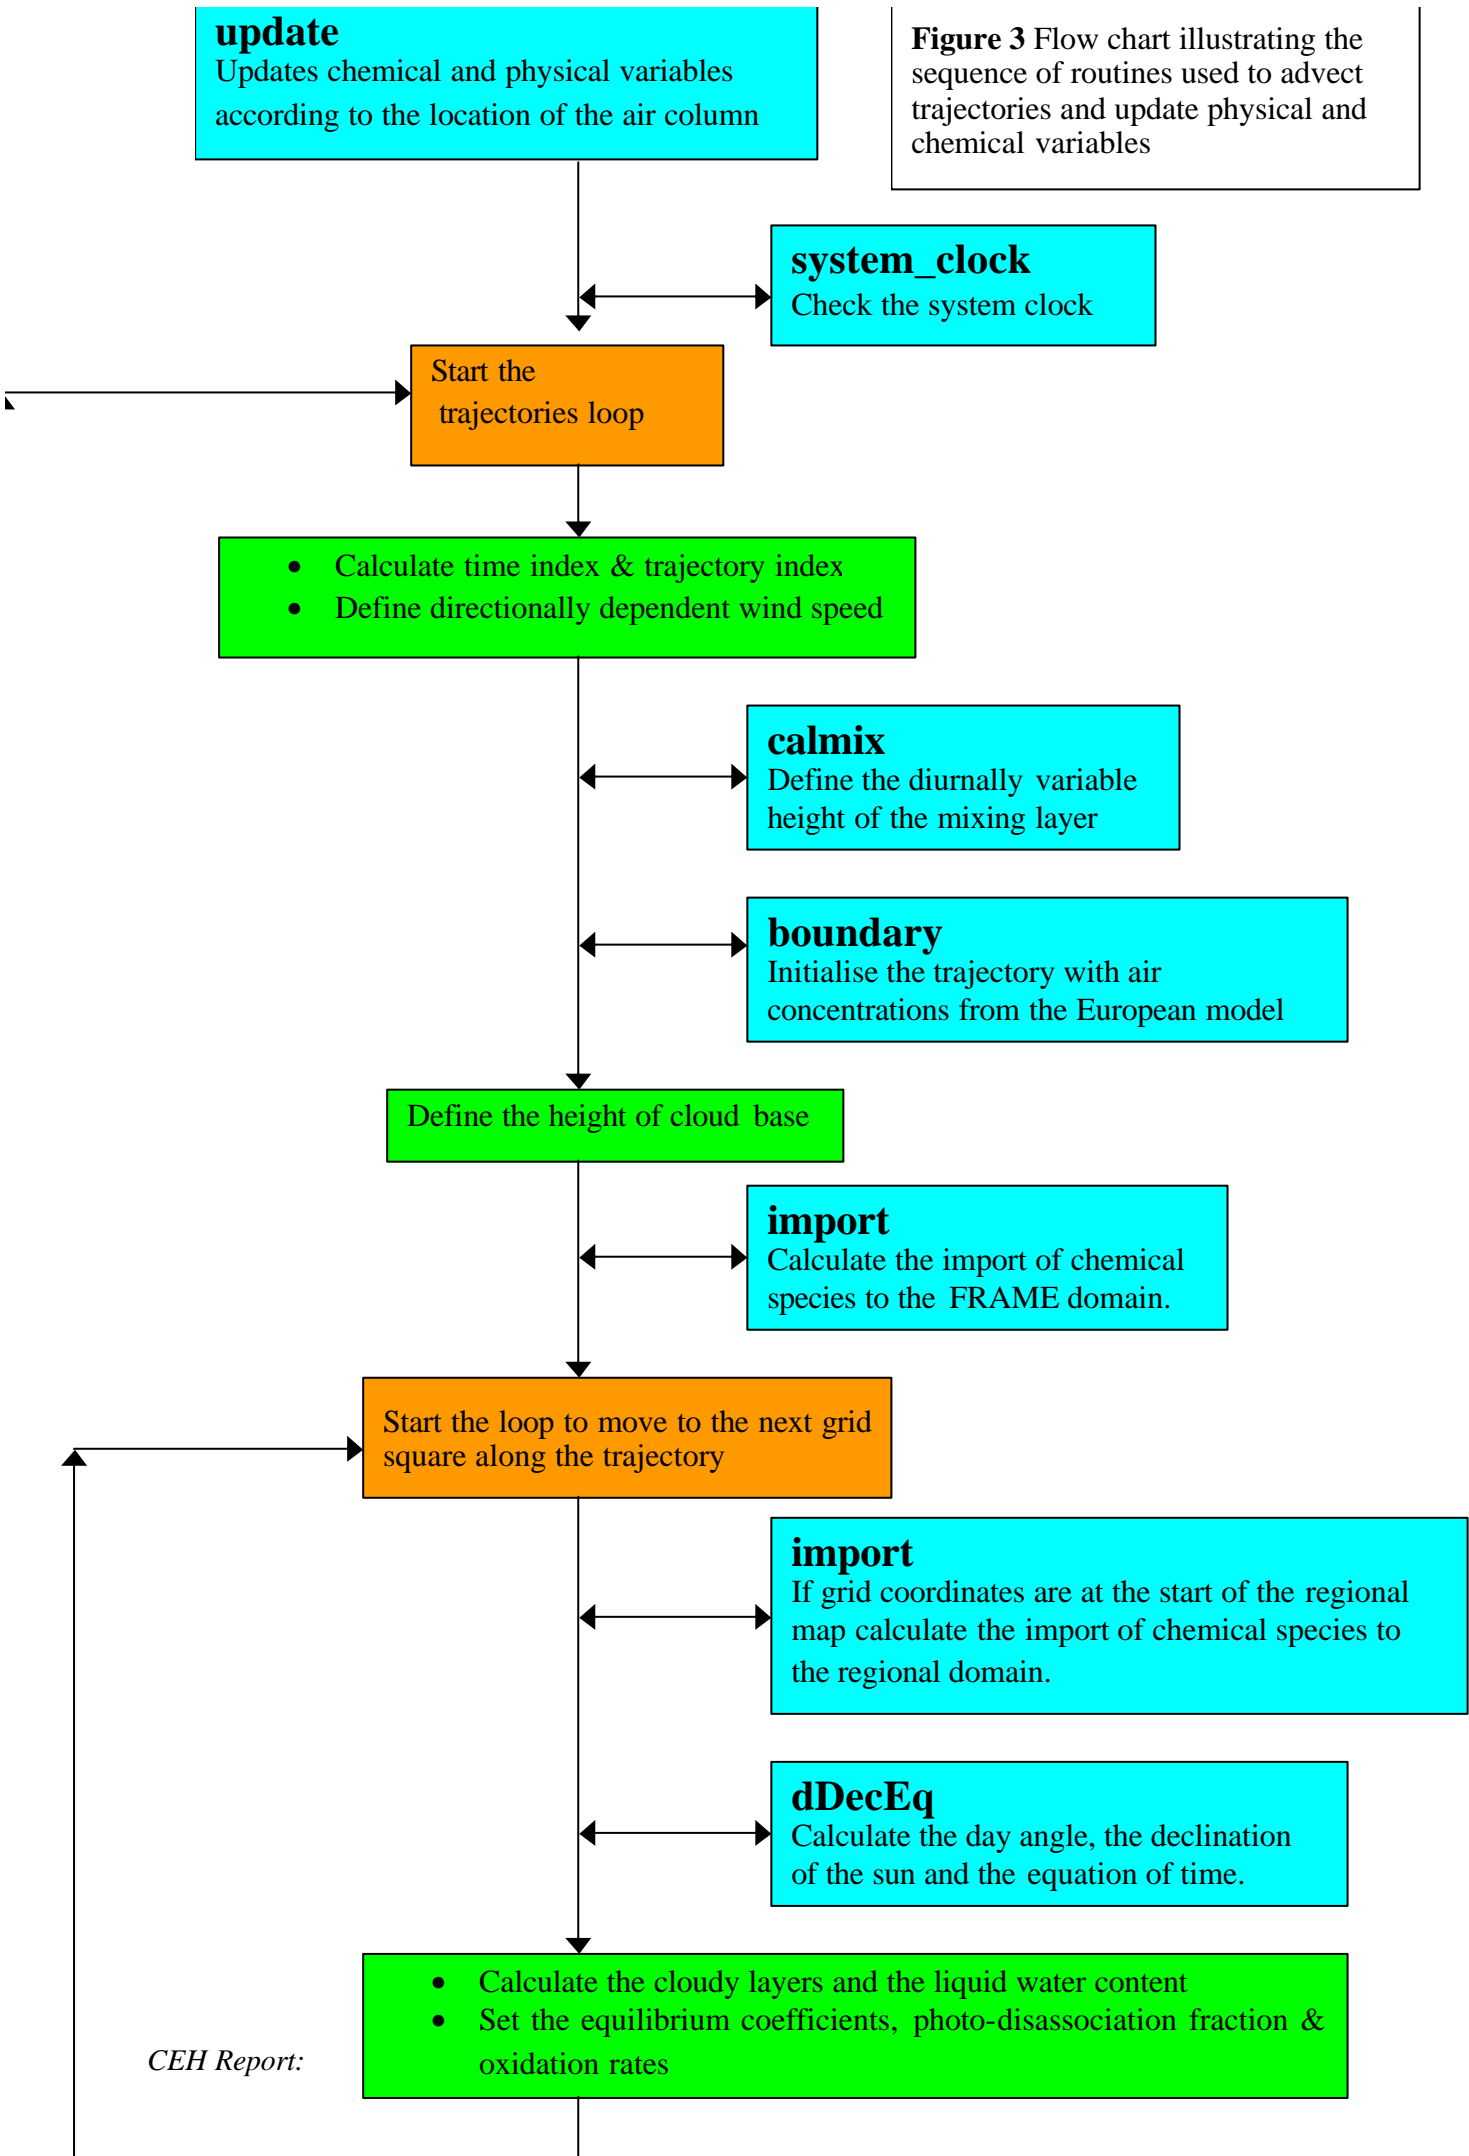 update
Updates chemical and physical variables
according to the location of the air column
Figure 3 Flow chart illustrating the
sequence of routines used to advect
trajectories and update physical and
chemical variables
system_clock
Check the system clock
Start the
trajectories loop
• Calculate time index & trajectory index
• Define directionally dependent wind speed
calmix
Define the diurnally variable
height of the mixing layer
boundary
Initialise the trajectory with air
concentrations from the European model
Define the height of cloud base
import
Calculate the import of chemical
species to the FRAME domain.
Start the loop to move to the next grid
square along the trajectory
import
If grid coordinates are at the start of the regional
map calculate the import of chemical species to
the regional domain.
dDecEq
Calculate the day angle, the declination
of the sun and the equation of time.
• Calculate the cloudy layers and the liquid water content
• Set the equilibrium coefficients, photo-disassociation fraction &
oxidation rates
CEH Report: